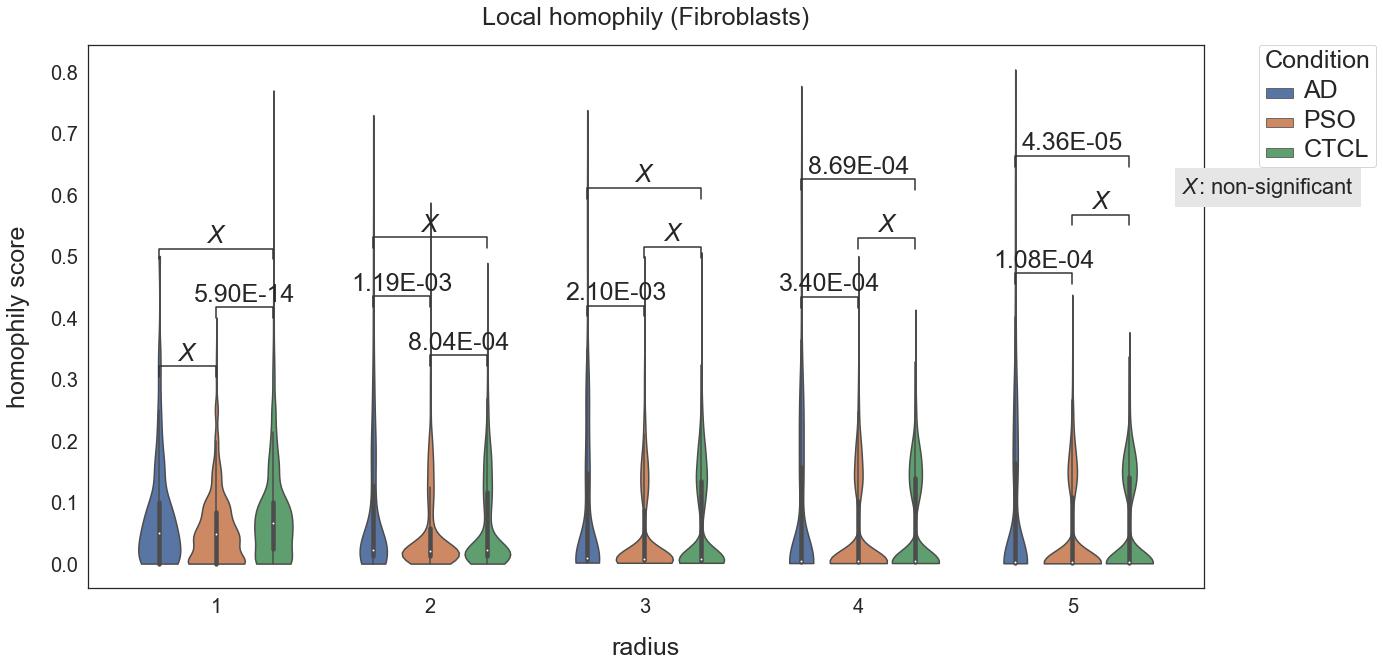 Local homophily (Fibroblasts)
homophily score
0.8
0.7
0.6
0.5
0.4
0.3
0.2
0.1
0.0
X
5.90E-14
X
X
1.19E-03
8.04E-04
X
X
2.10E-03
8.69E-04
X
3.40E-04
4.36E-05
X
1.08E-04
1 2 3 4 5
radius
Condition
AD
PSO
CTCL
X: non-significant